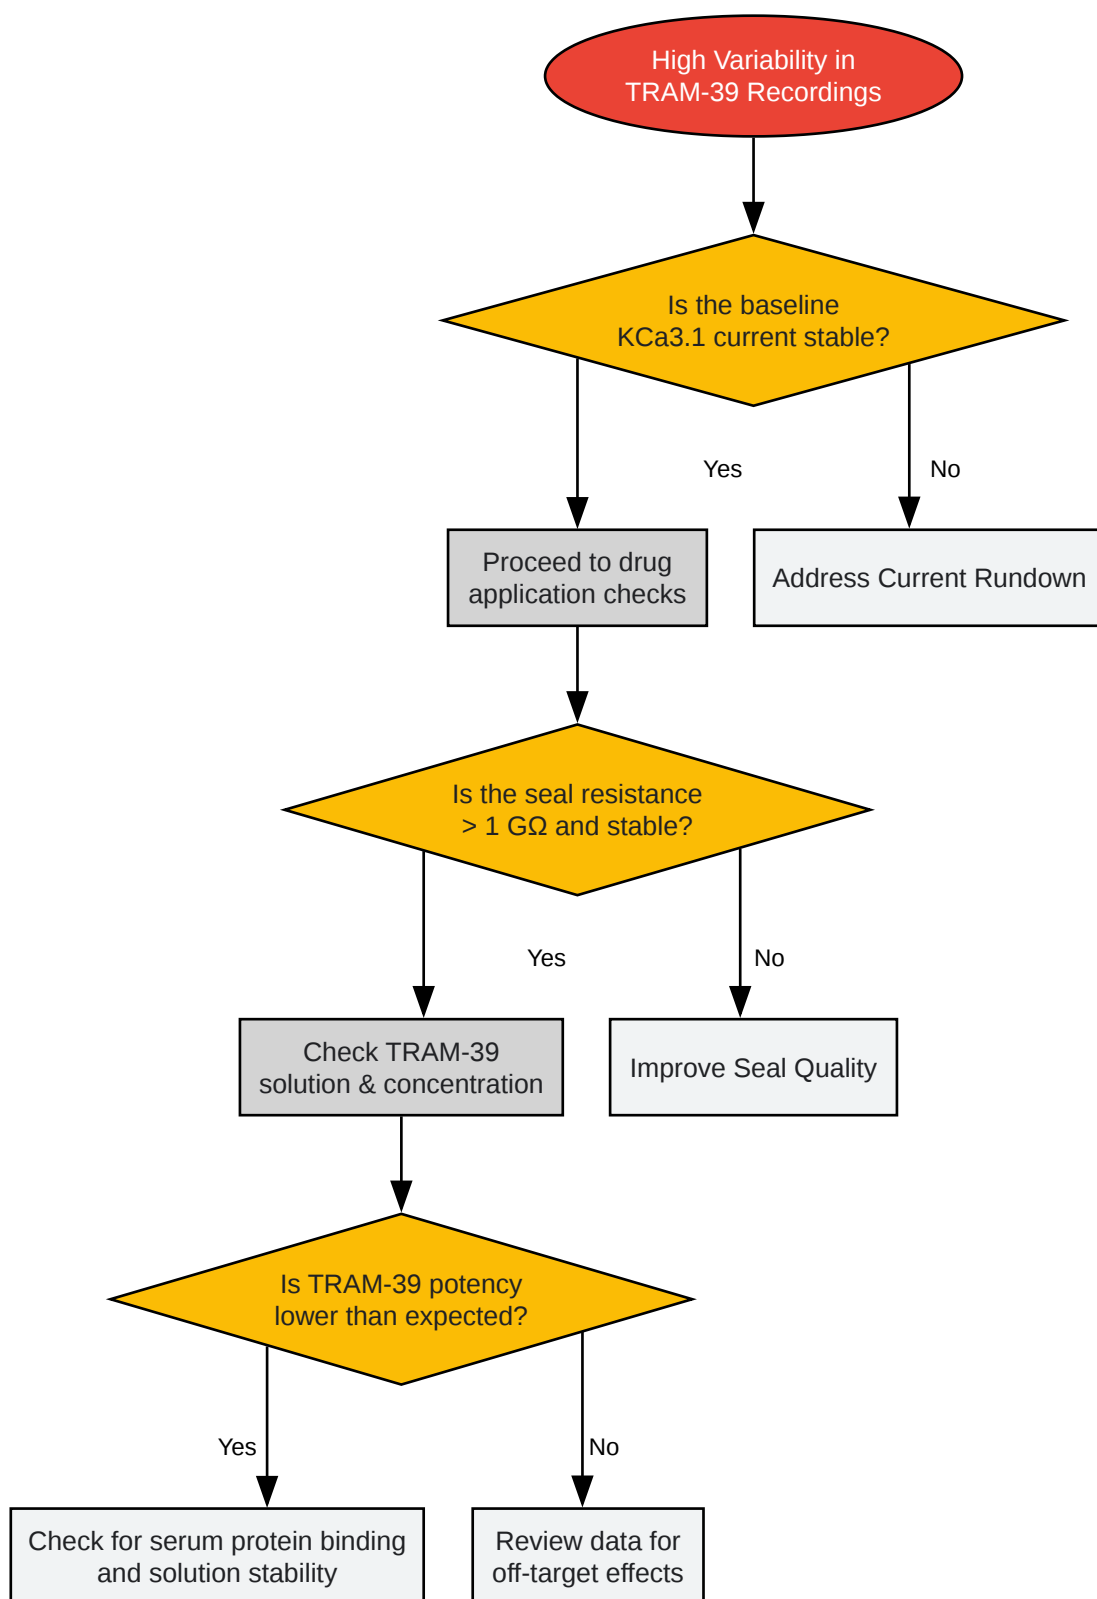 High Variability in
TRAM-39 Recordings
Is the baseline
KCa3.1 current stable?
Yes
No
Proceed to drug
application checks
Address Current Rundown
Is the seal resistance
> 1 GΩ and stable?
Yes
No
Check TRAM-39
solution & concentration
Improve Seal Quality
Is TRAM-39 potency
lower than expected?
Yes
No
Check for serum protein binding
and solution stability
Review data for
off-target effects